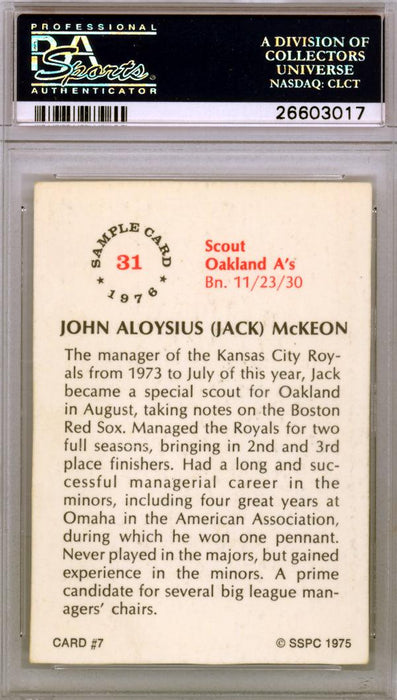 PROFESSIONAL
PSA
Sports
AUTHENTICATOR
A DIVISION OF
COLLECTORS
UNIVERSE
NASDAQ: CLCT
26603017
SAMPLE CARD
31
★ 1976 ★
Scout
Oakland A's
Bn. 11/23/30
JOHN ALOYSIUS (JACK) McKEON
The manager of the Kansas City Roy-
als from 1973 to July of this year, Jack
became a special scout for Oakland
in August, taking notes on the Boston
Red Sox. Managed the Royals for two
full seasons, bringing in 2nd and 3rd
place finishers. Had a long and suc-
cessful managerial career in the
minors, including four great years at
Omaha in the American Association,
during which he won one pennant.
Never played in the majors, but gained
experience in the minors. A prime
candidate for several big league man-
agers' chairs.
CARD #7
© SSPC 1975